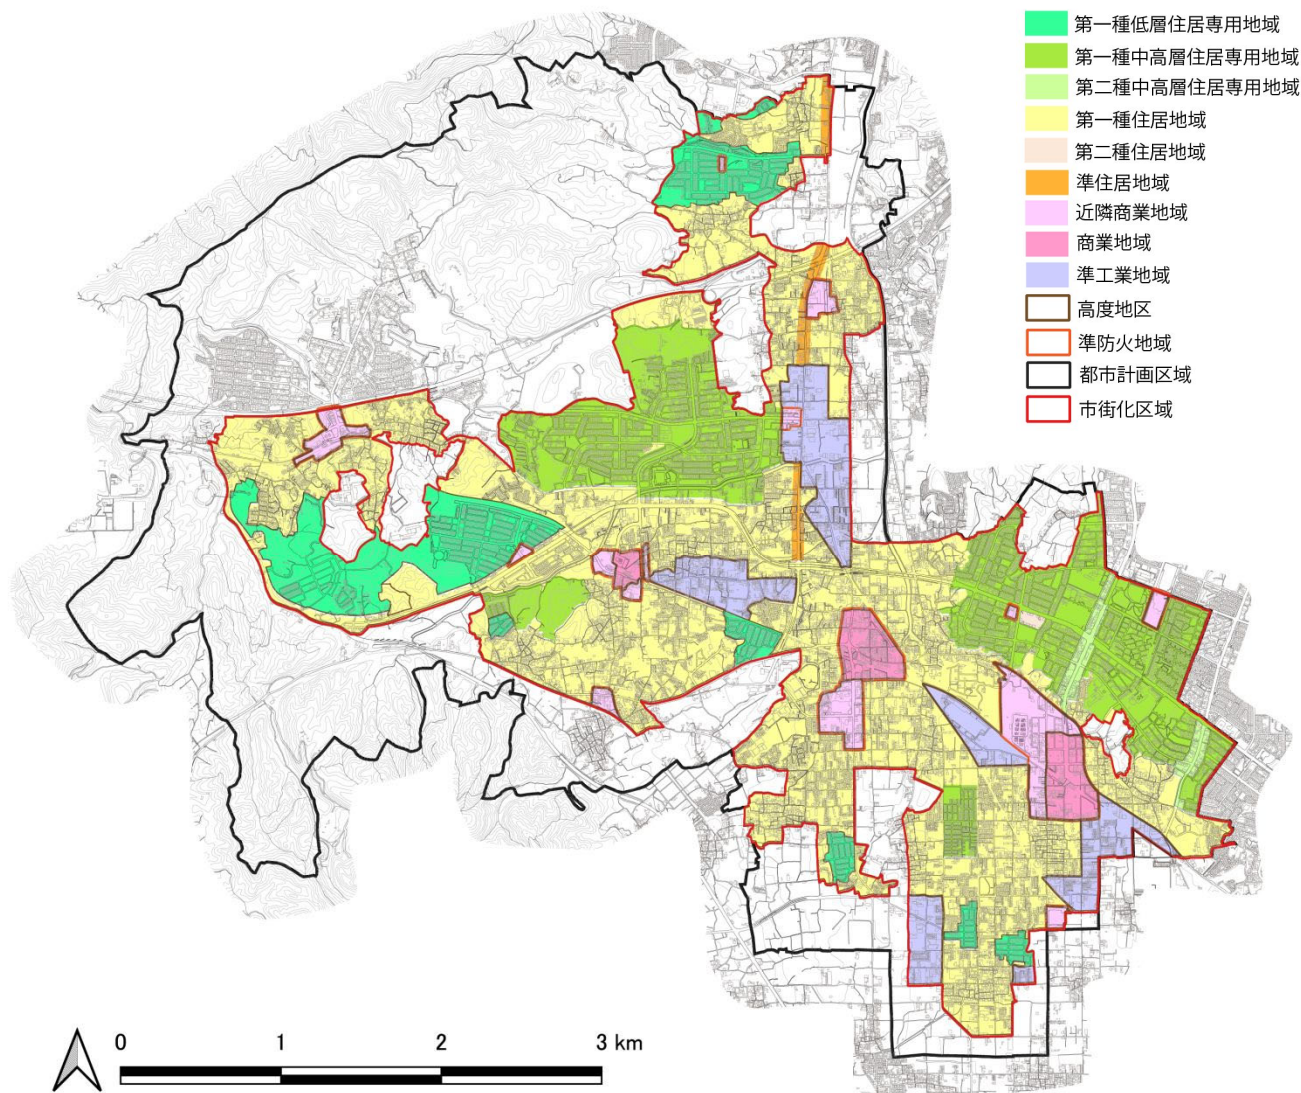 第一種低層住居専用地域
第一種中高層住居専用地域
第二種中高層住居専用地域
第一種住居地域
第二種住居地域
準住居地域
近隣商業地域
商業地域
準工業地域
高度地区
準防火地域
都市計画区域
市街化区域
0 1 2 3 km